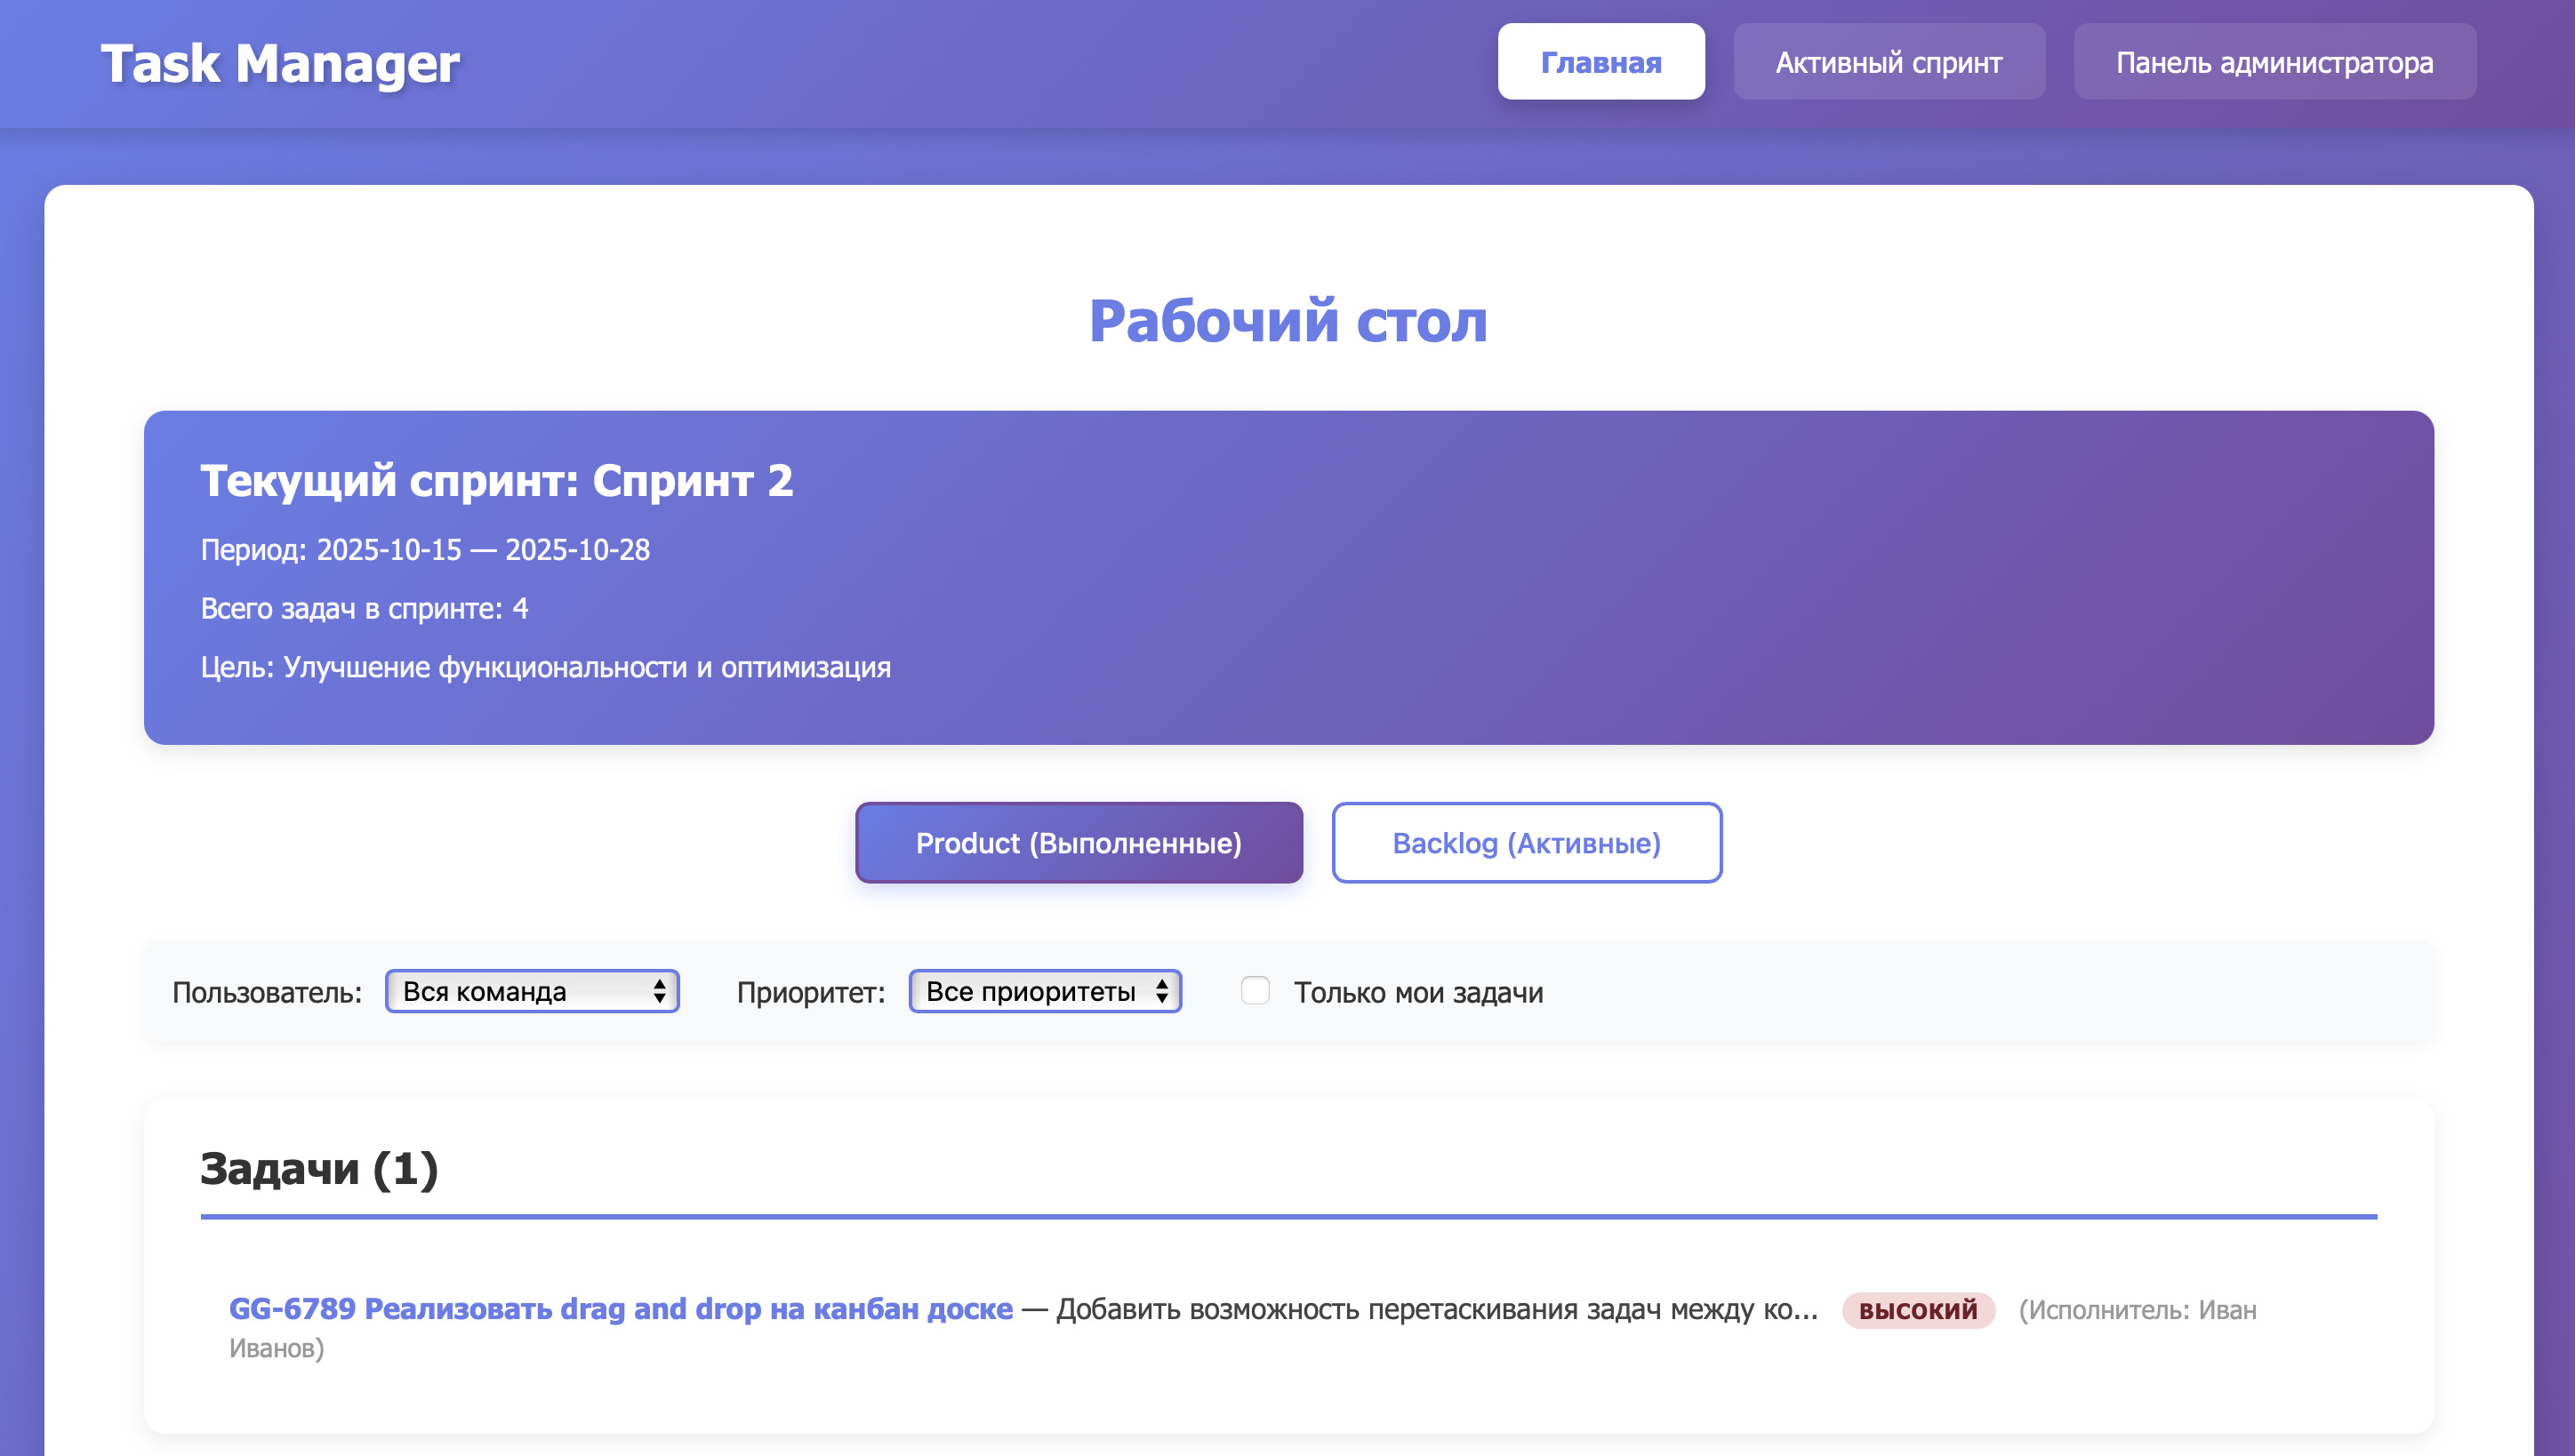 Task Manager
Главная
Активный спринт
Панель администратора
Рабочий стол
Текущий спринт: Спринт 2
Период: 2025-10-15 — 2025-10-28
Всего задач в спринте: 4
Цель: Улучшение функциональности и оптимизация
Product (Выполненные)
Backlog (Активные)
Пользователь: Вся команда Приоритет: Все приоритеты Только мои задачи
Задачи (1)
GG-6789 Реализовать drag and drop на канбан доске — Добавить возможность перетаскивания задач между ко... высокий (Исполнитель: Иван
Иванов)